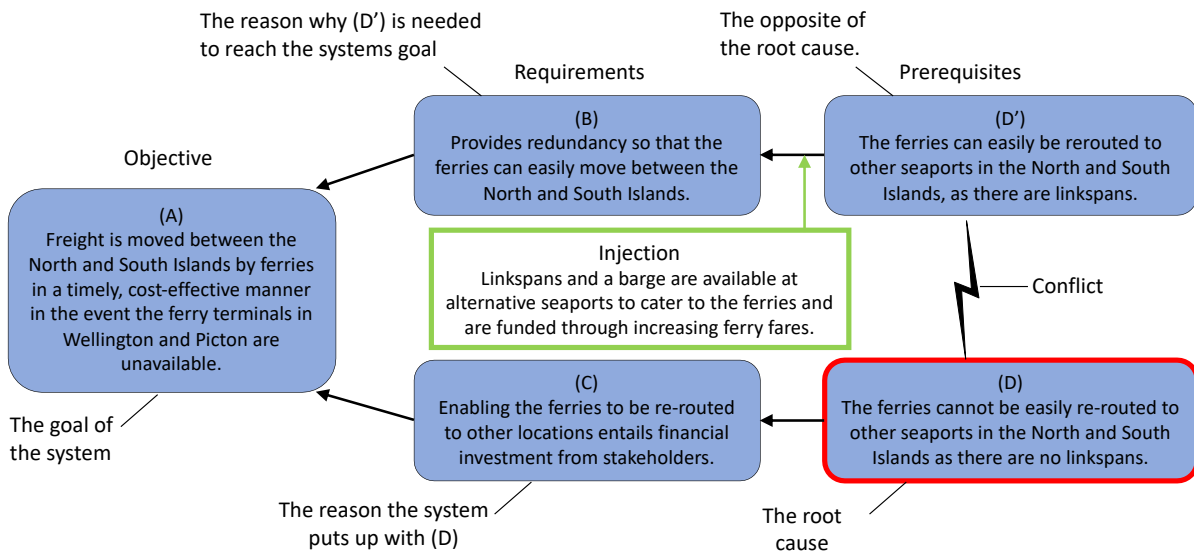 The reason why (D’) is needed
to reach the systems goal
The opposite of
the root cause.
Requirements
Prerequisites
Objective
(B)
Provides redundancy so that the
ferries can easily move between the
North and South Islands.
(D’)
The ferries can easily be rerouted to
other seaports in the North and South
Islands, as there are linkspans.
(A)
Freight is moved between the
North and South Islands by ferries
in a timely, cost-effective manner
in the event the ferry terminals in
Wellington and Picton are
unavailable.
Injection
Linkspans and a barge are available at
alternative seaports to cater to the ferries and
are funded through increasing ferry fares.
Conflict
(C)
Enabling the ferries to be re-routed
to other locations entails financial
investment from stakeholders.
(D)
The ferries cannot be easily re-routed to
other seaports in the North and South
Islands as there are no linkspans.
The goal of
the system
The reason the system
puts up with (D)
The root
cause